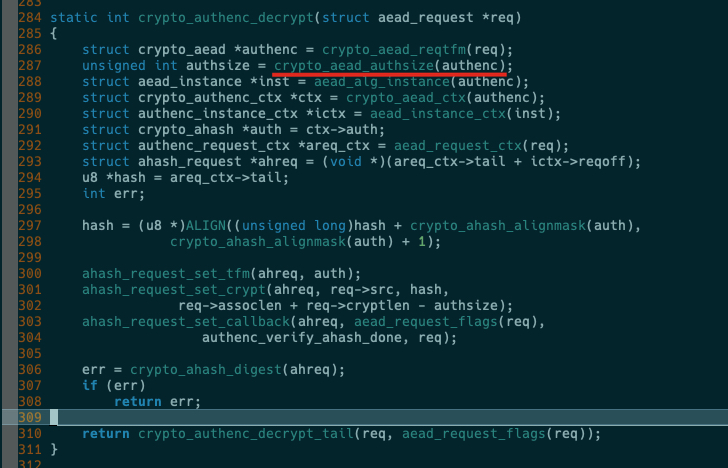 283
284 static int crypto_authenc_decrypt(struct aead_request *req)
285 {
286     struct crypto_aead *authenc = crypto_aead_reqtfm(req);
287     unsigned int authsize = crypto_aead_authsize(authenc);
288     struct aead_instance *inst = aead_alg_instance(authenc);
289     struct crypto_authenc_ctx *ctx = crypto_aead_ctx(authenc);
290     struct authenc_instance_ctx *ictx = aead_instance_ctx(inst);
291     struct crypto_ahash *auth = ctx->auth;
292     struct authenc_request_ctx *areq_ctx = aead_request_ctx(req);
293     struct ahash_request *ahreq = (void *)(areq_ctx->tail + ictx->reqoff);
294     u8 *hash = areq_ctx->tail;
295     int err;
296
297     hash = (u8 *)ALIGN((unsigned long)hash + crypto_ahash_alignmask(auth),
298                crypto_ahash_alignmask(auth) + 1);
299
300     ahash_request_set_tfm(ahreq, auth);
301     ahash_request_set_crypt(ahreq, req->src, hash,
302                 req->assoclen + req->cryptlen - authsize);
303     ahash_request_set_callback(ahreq, aead_request_flags(req),
304                    authenc_verify_ahash_done, req);
305
306     err = crypto_ahash_digest(ahreq);
307     if (err)
308         return err;
309
310     return crypto_authenc_decrypt_tail(req, aead_request_flags(req));
311 }
312